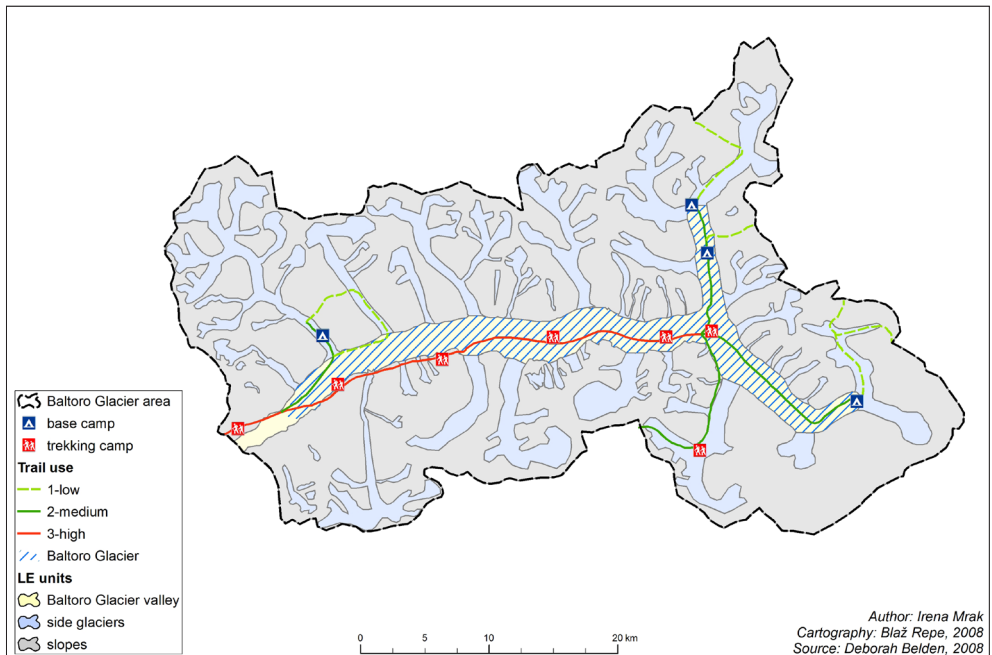 Baltoro Glacier area
base camp
trekking camp
Trail use
1-low
2-medium
3-high
Baltoro Glacier
LE units
Baltoro Glacier valley
side glaciers
slopes
0 5 10 20 km
Author: Irena Mrak
Cartography: Blaž Repe, 2008
Source: Deborah Belden, 2008